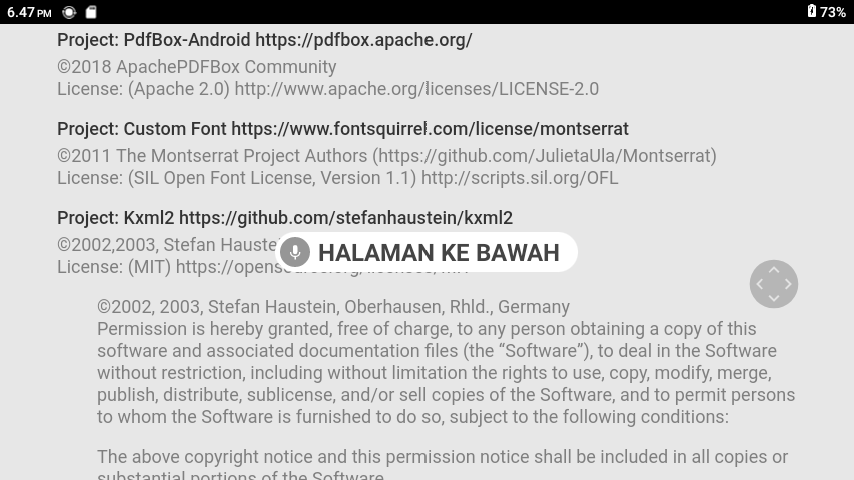 6.47 PM
73%
Project: PdfBox-Android https://pdfbox.apache.org/
©2018 ApachePDFBox Community
License: (Apache 2.0) http://www.apache.org/licenses/LICENSE-2.0
Project: Custom Font https://www.fontsquirrel.com/license/montserrat
©2011 The Montserrat Project Authors (https://github.com/JulietaUla/Montserrat)
License: (SIL Open Font License, Version 1.1) http://scripts.sil.org/OFL
Project: Kxml2 https://github.com/stefanhaustein/kxml2
©2002,2003, Stefan
HALAMAN KE BAWAH
License: (MIT)
©2002, 2003, Stefan Haustein, Oberhausen, Rhld., Germany
Permission is hereby granted, free of charge, to any person obtaining a copy of this
software and associated documentation files (the “Software”), to deal in the Software
without restriction, including without limitation the rights to use, copy, modify, merge,
publish, distribute, sublicense, and/or sell copies of the Software, and to permit persons
to whom the Software is furnished to do so, subject to the following conditions:
The above copyright notice and this permission notice shall be included in all copies or
substantial portions of the Software.